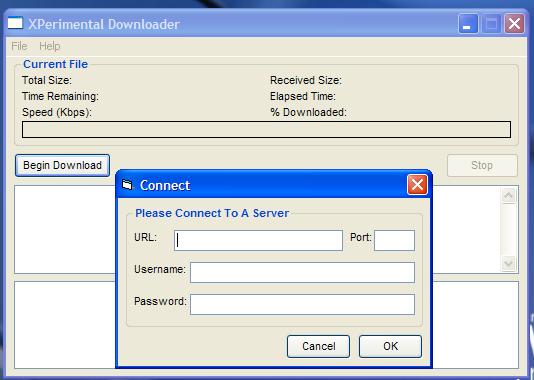 XPerimental Downloader
File Help
Current File
Total Size: Received Size:
Time Remaining: Elapsed Time:
Speed (Kbps): % Downloaded:
Begin Download Stop
Connect
Please Connect To A Server
URL: Port:
Username:
Password:
Cancel OK